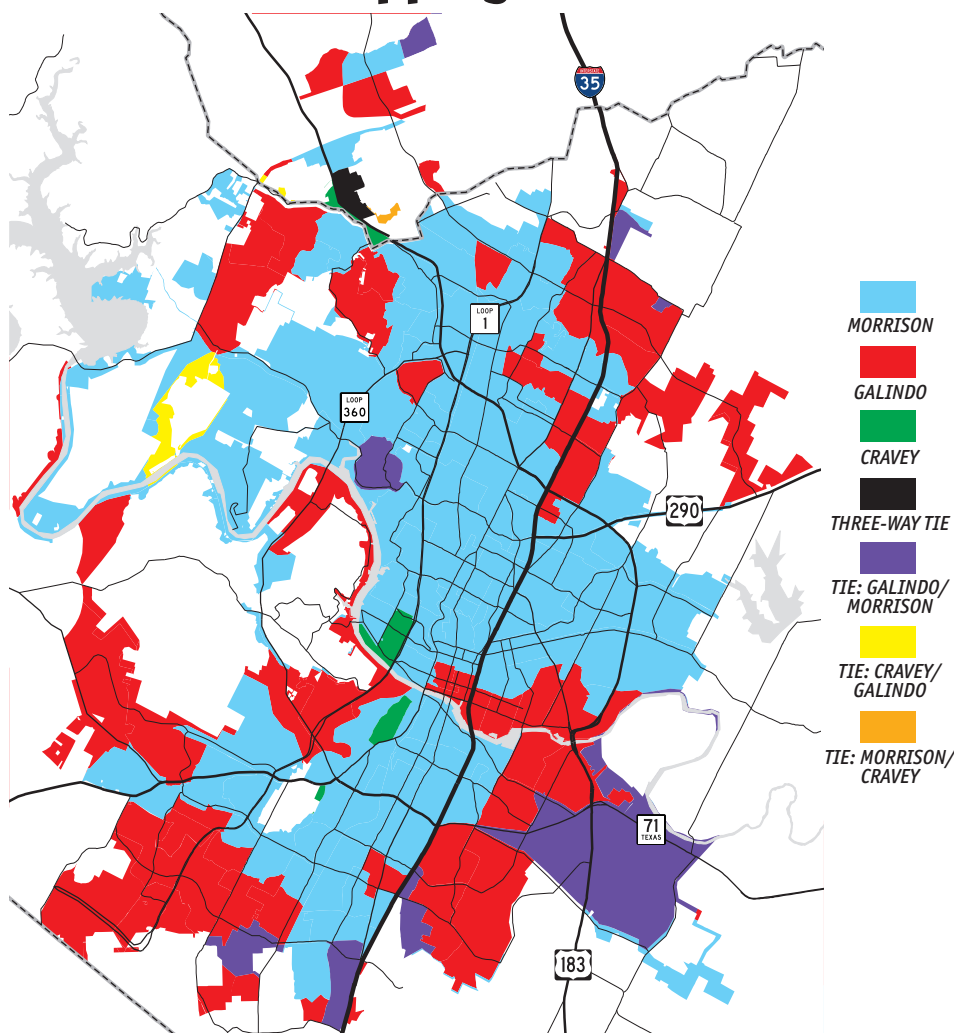 INTERSTATE
35
LOOP
1
LOOP
360
290
71
TEXAS
183
MORRISON
GALINDO
CRAVEY
THREE-WAY TIE
TIE: GALINDO/
MORRISON
TIE: CRAVEY/
GALINDO
TIE: MORRISON/
CRAVEY